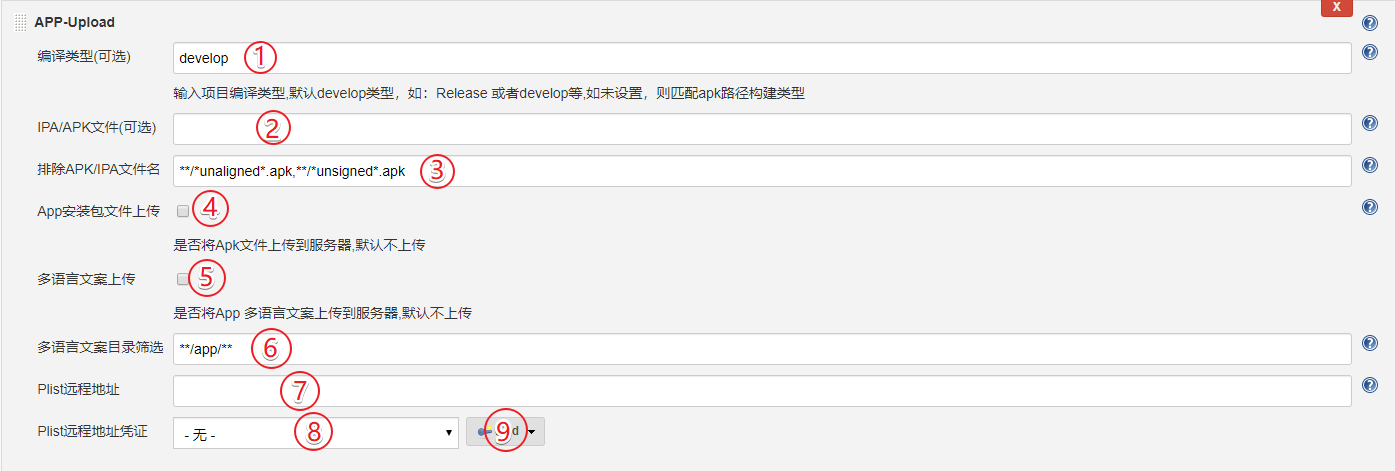 X
APP-Upload
编译类型(可选) develop ①
输入项目编译类型,默认develop类型，如：Release 或者develop等,如未设置，则匹配apk路径构建类型
IPA/APK文件(可选) ②
排除APK/IPA文件名 **/*unaligned*.apk,**/*unsigned*.apk ③
App安装包文件上传 ④
是否将Apk文件上传到服务器,默认不上传
多语言文案上传 ⑤
是否将App 多语言文案上传到服务器,默认不上传
多语言文案目录筛选 **/app/** ⑥
Plist远程地址 ⑦
Plist远程地址凭证 - 无 - ⑧ ⑨